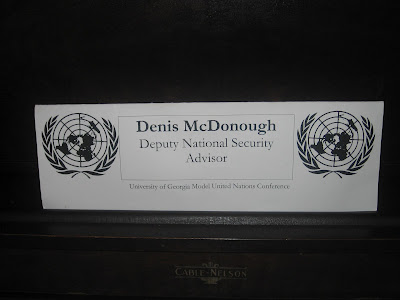 Denis McDonough
Deputy National Security
Advisor
University of Georgia Model United Nations Conference
CABLE-NELSON